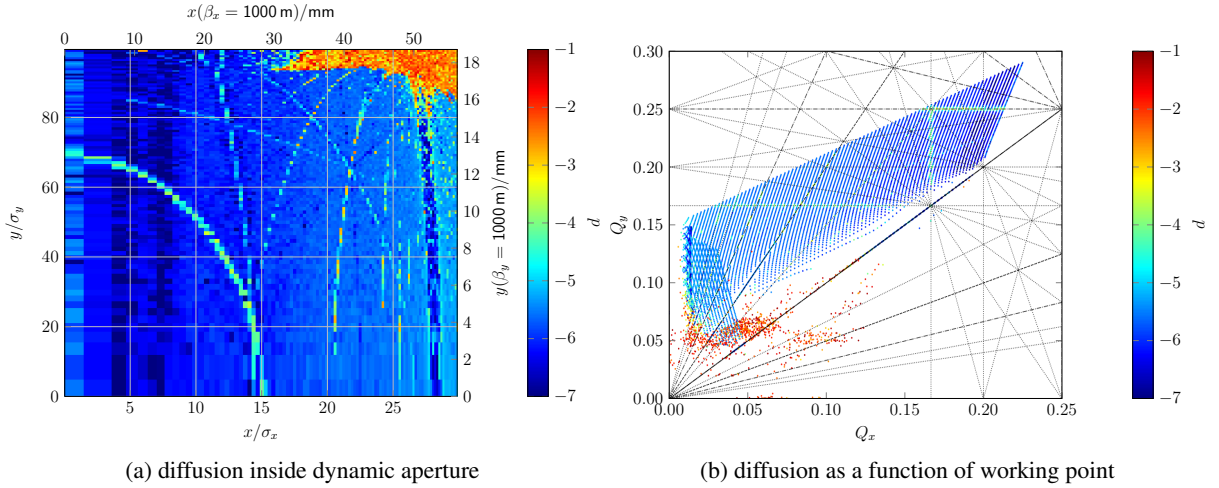 x(βx = 1000 m)/mm
0 10 20 30 40 50
80
60
40
20
0
y/σy
5 10 15 20 25
x/σx
18
16
14
12
10
8
6
4
2
0
y(βy = 1000 m)/mm
−1
−2
−3
−4
−5
−6
−7
d
(a) diffusion inside dynamic aperture
0.30
0.25
0.20
0.15
0.10
0.05
0.00
Qy
0.00 0.05 0.10 0.15 0.20 0.25
Qx
−1
−2
−3
−4
−5
−6
−7
d
(b) diffusion as a function of working point